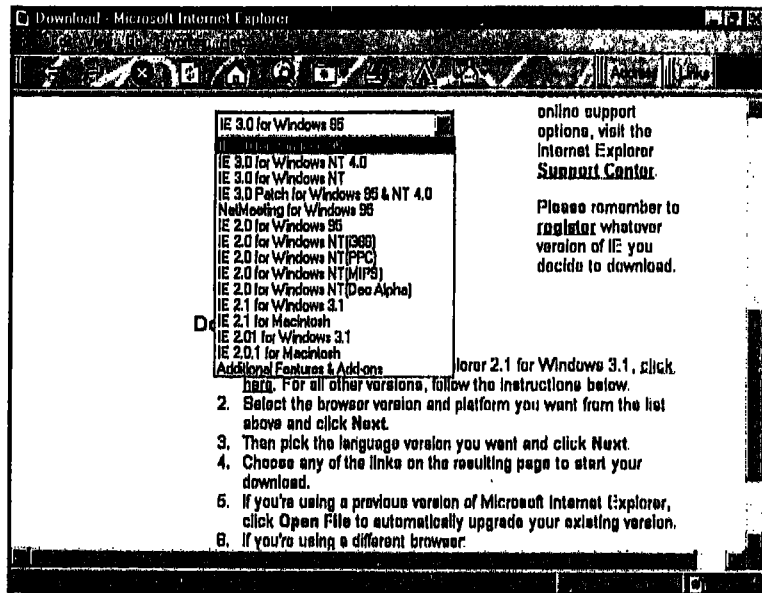 Download - Microsoft Internet Explorer
Links
IE 3.0 for Windows 95
IE 3.0 for Windows NT 4.0
IE 3.0 for Windows NT
IE 3.0 Patch for Windows 95 & NT 4.0
NetMeeting for Windows 95
IE 2.0 for Windows 95
IE 2.0 for Windows NT(i386)
IE 2.0 for Windows NT(PPC)
IE 2.0 for Windows NT(MIPS)
IE 2.0 for Windows NT(Dec Alpha)
IE 2.1 for Windows 3.1
IE 2.1 for Macintosh
IE 2.01 for Windows 3.1
IE 2.0.1 for Macintosh
Additional Features & Add-ons
online support
options, visit the
Internet Explorer
Support Center.
Please remember to
register whatever
version of IE you
decide to download.
lorer 2.1 for Windows 3.1, click
here. For all other versions, follow the instructions below.
2. Select the browser version and platform you want from the list
above and click Next.
3. Then pick the language version you want and click Next.
4. Choose any of the links on the resulting page to start your
download.
5. If you're using a previous version of Microsoft Internet Explorer,
click Open File to automatically upgrade your existing version.
6. If you're using a different browser: